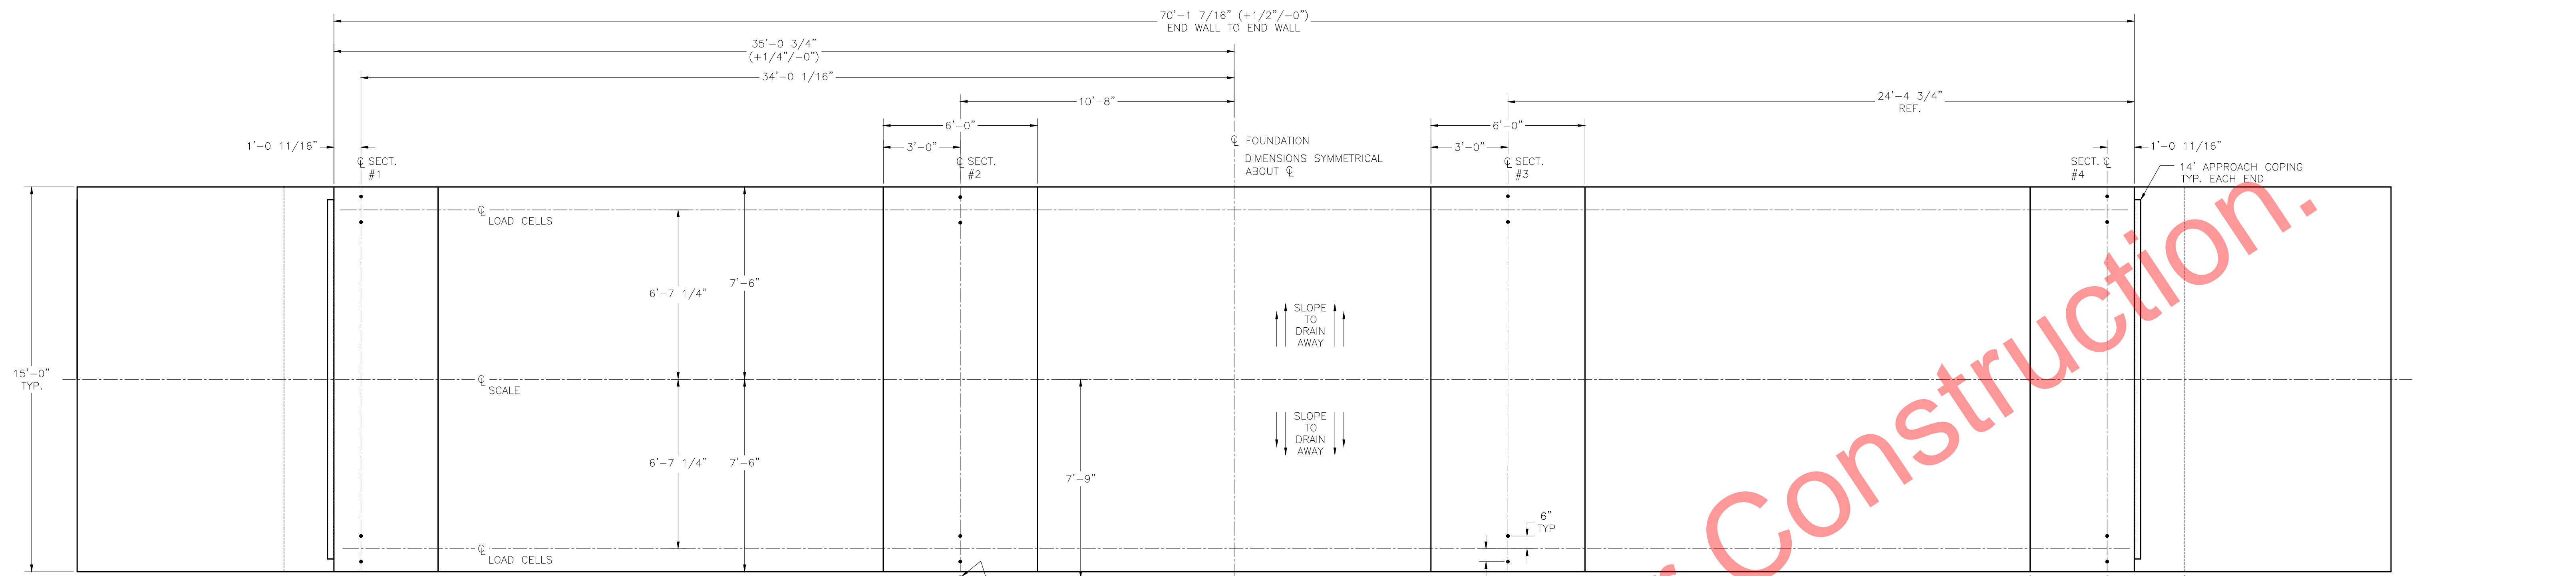 70'-1 7/16" (+1/2"/-0")
END WALL TO END WALL
35'-0 3/4"
(+1/4"/-0")
34'-0 1/16"
10'-8"
24'-4 3/4"
REF.
6'-0"
6'-0"
1'-0 11/16"
3'-0"
3'-0"
1'-0 11/16"
℄ FOUNDATION
DIMENSIONS SYMMETRICAL
ABOUT ℄
℄ SECT.
#1
℄ SECT.
#2
℄ SECT.
#3
SECT. ℄
#4
14' APPROACH COPING
TYP. EACH END
℄
LOAD CELLS
6'-7 1/4"
7'-6"
SLOPE
TO
DRAIN
AWAY
15'-0"
TYP.
℄
SCALE
SLOPE
TO
DRAIN
AWAY
6'-7 1/4"
7'-6"
7'-9"
6"
TYP
℄
LOAD CELLS
Construction.